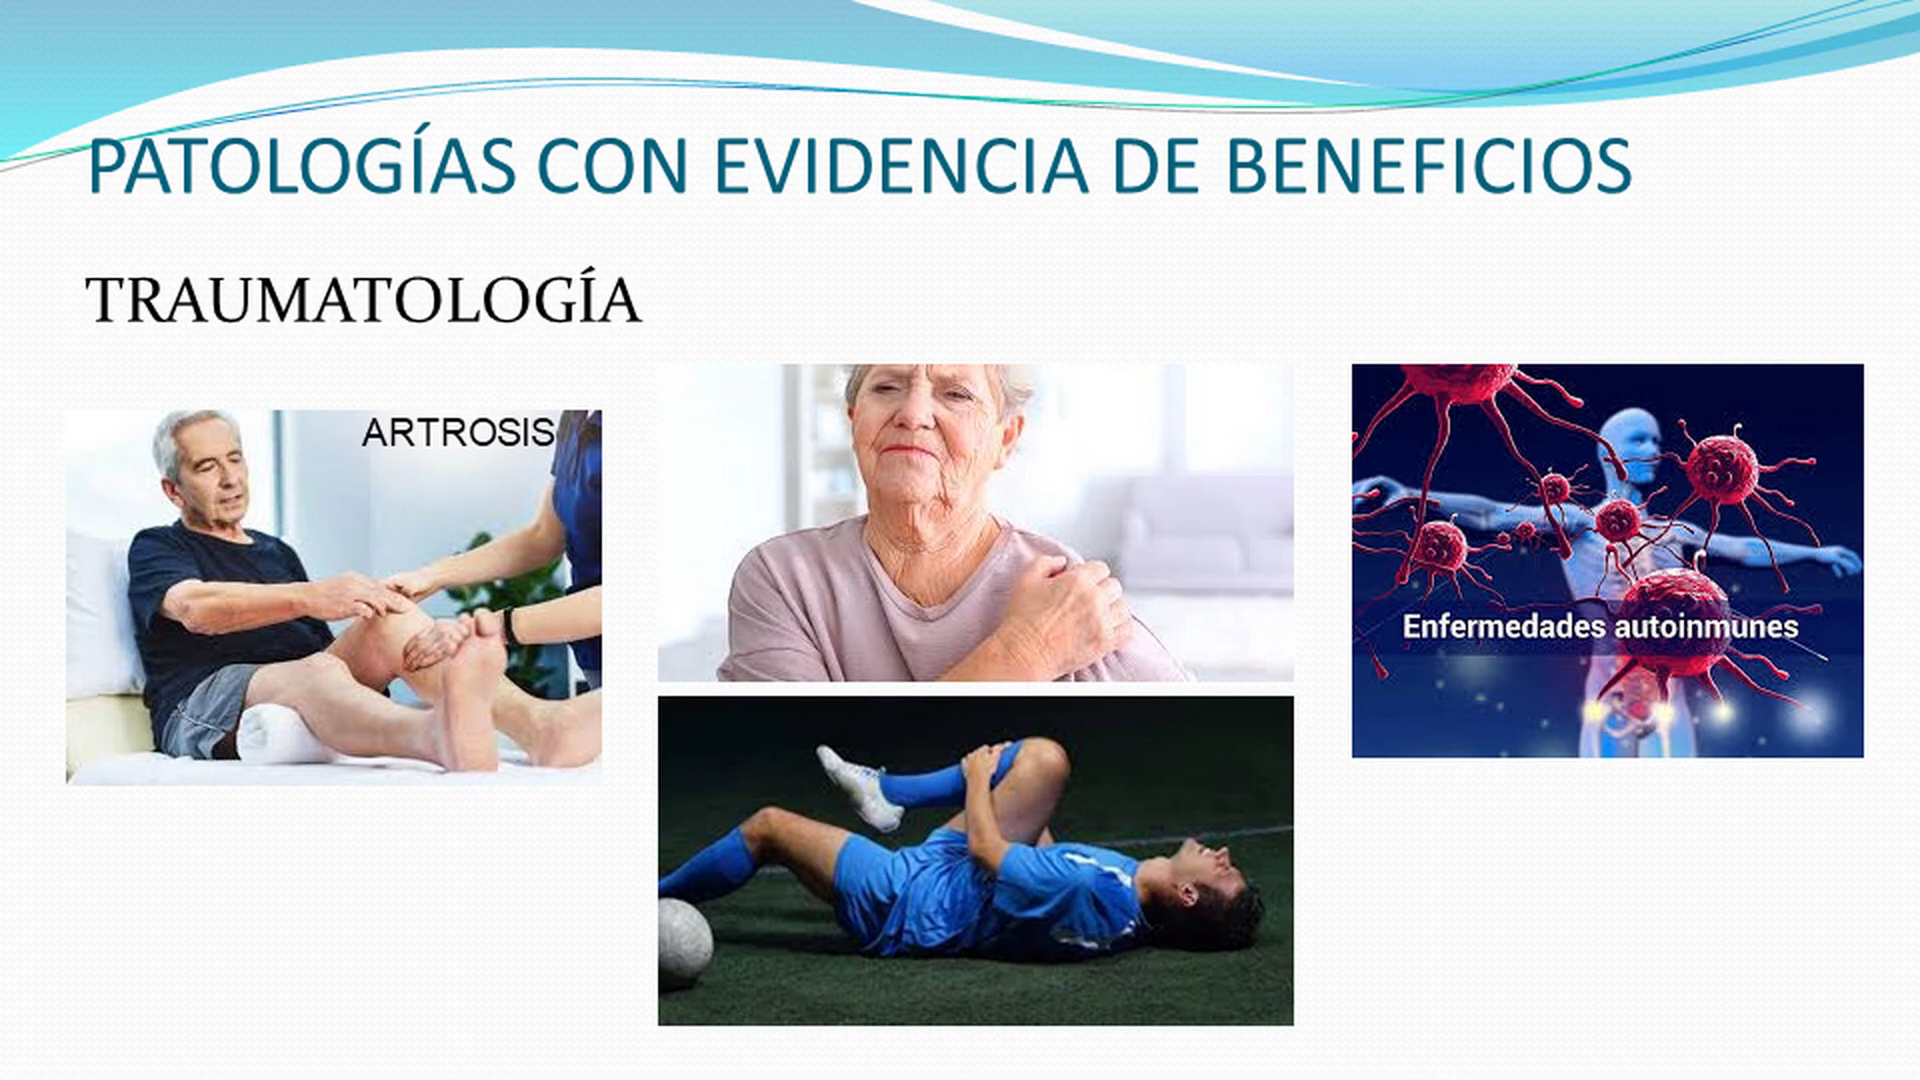 PATOLOGÍAS CON EVIDENCIA DE BENEFICIOS
TRAUMATOLOGÍA
ARTROSIS
Enfermedades autoinmunes